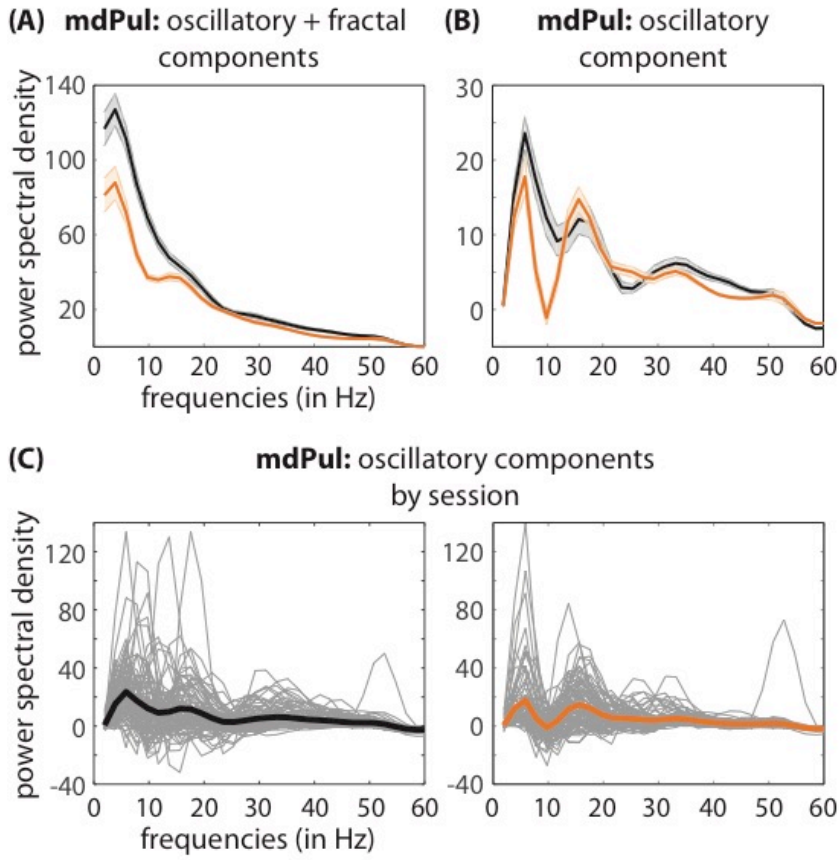 (A) mdPul: oscillatory + fractal
components
(B) mdPul: oscillatory
component
power spectral density
140
100
60
20
0 10 20 30 40 50 60
frequencies (in Hz)
30
20
10
0
0 10 20 30 40 50 60
(C) mdPul: oscillatory components
by session
power spectral density
120
80
40
0
-40
0 10 20 30 40 50 60
frequencies (in Hz)
120
80
40
0
-40
0 10 20 30 40 50 60